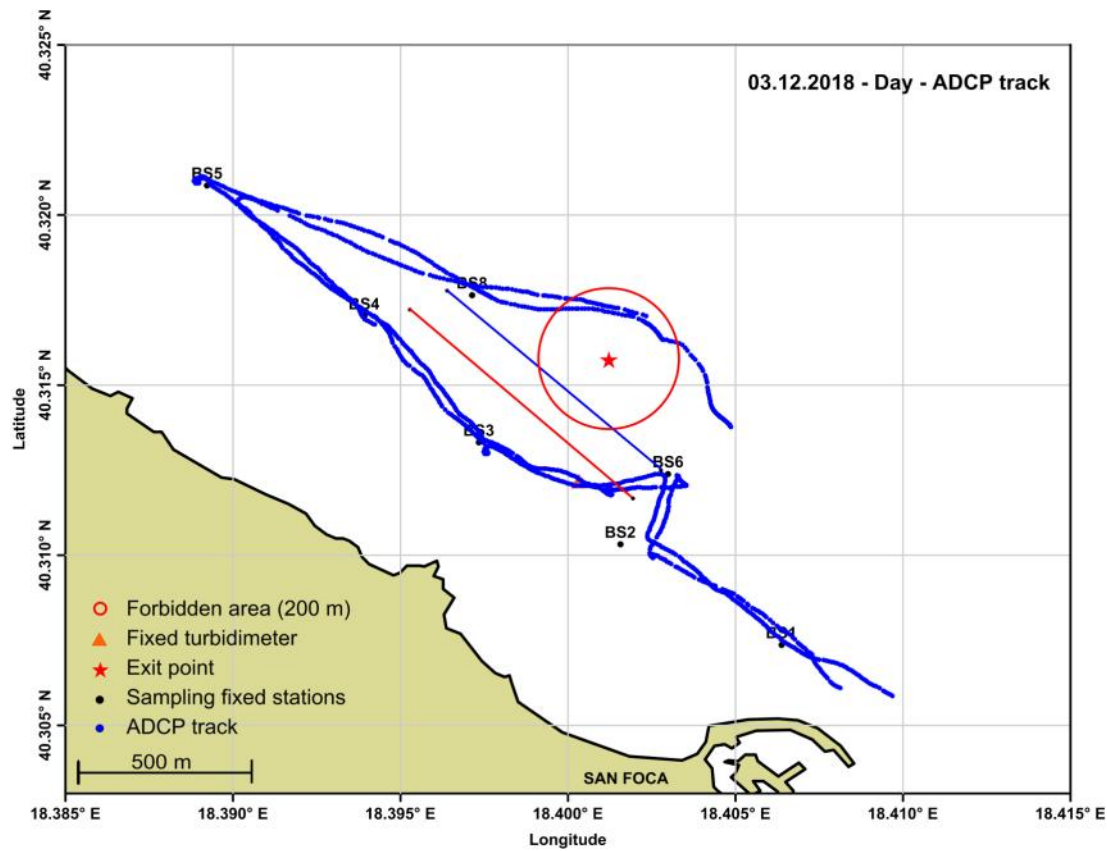 03.12.2018 - Day - ADCP track
40.325° N
40.320° N
40.315° N
40.310° N
40.305° N
Latitude
BS5
BS8
BS4
BS3
BS6
BS2
BS1
Forbidden area (200 m)
Fixed turbidimeter
Exit point
Sampling fixed stations
ADCP track
500 m
SAN FOCA
18.385° E
18.390° E
18.395° E
18.400° E
18.405° E
18.410° E
18.415° E
Longitude